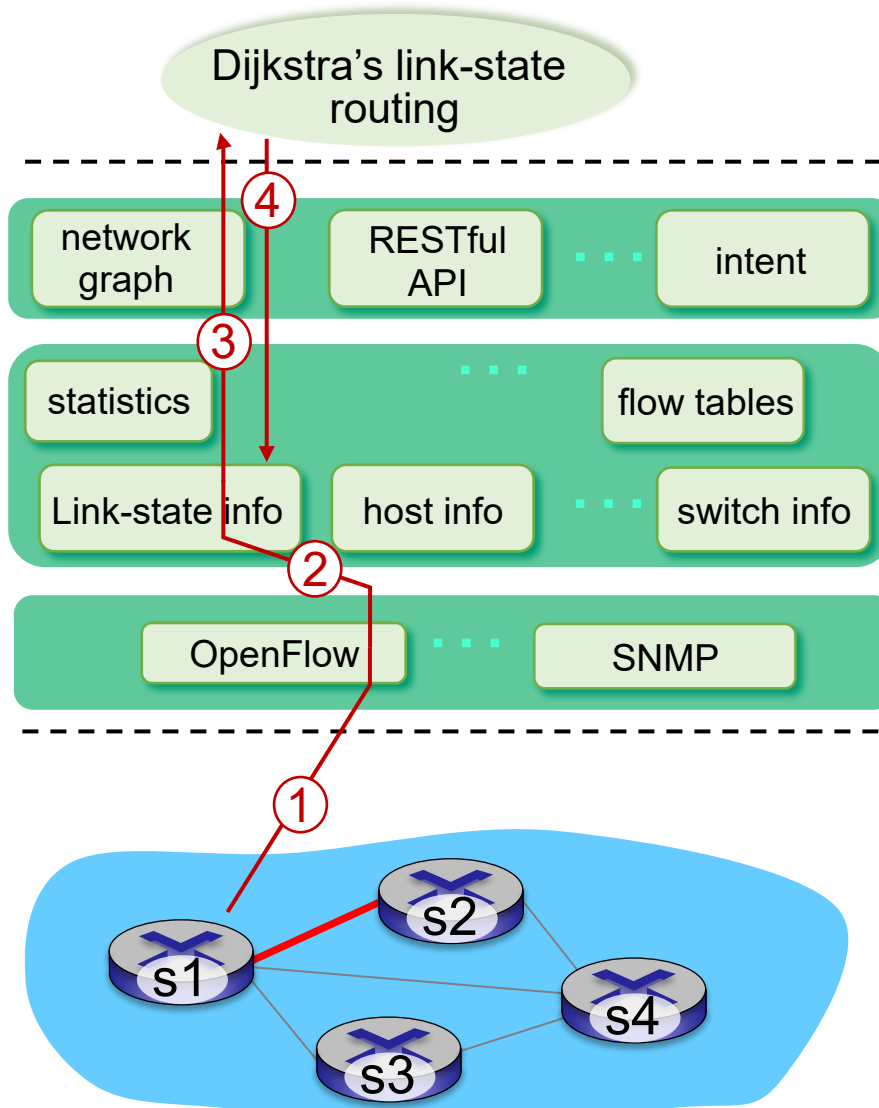 Dijkstra’s link-state
routing
4
network
graph
RESTful
API
intent
3
statistics
flow tables
Link-state info
host info
switch info
2
OpenFlow
SNMP
1
s2
s1
s4
s3